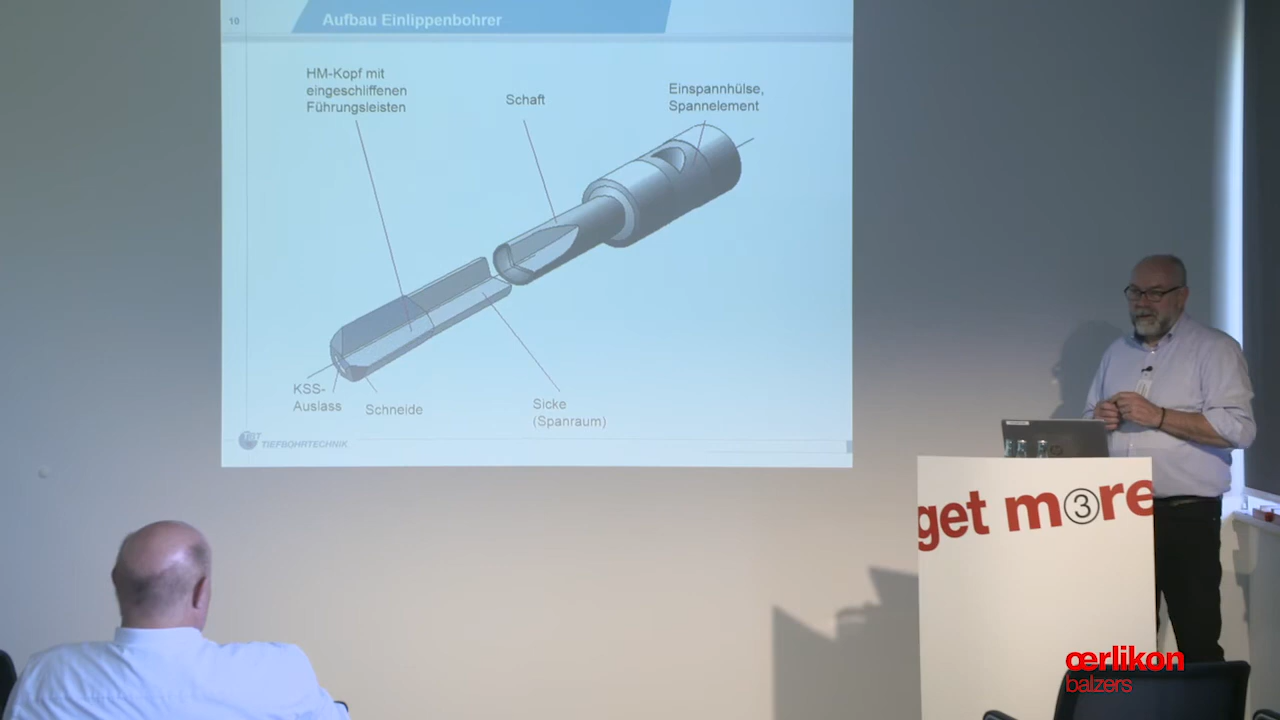 10
Aufbau Einlippenbohrer
HM-Kopf mit
eingeschliffenen
Führungsleisten
Schaft
Einspannhülse,
Spannelement
KSS-
Auslass
Schneide
Sicke
(Spanraum)
TIEFBOHRTECHNIK
get m③re
œrlikon
balzers